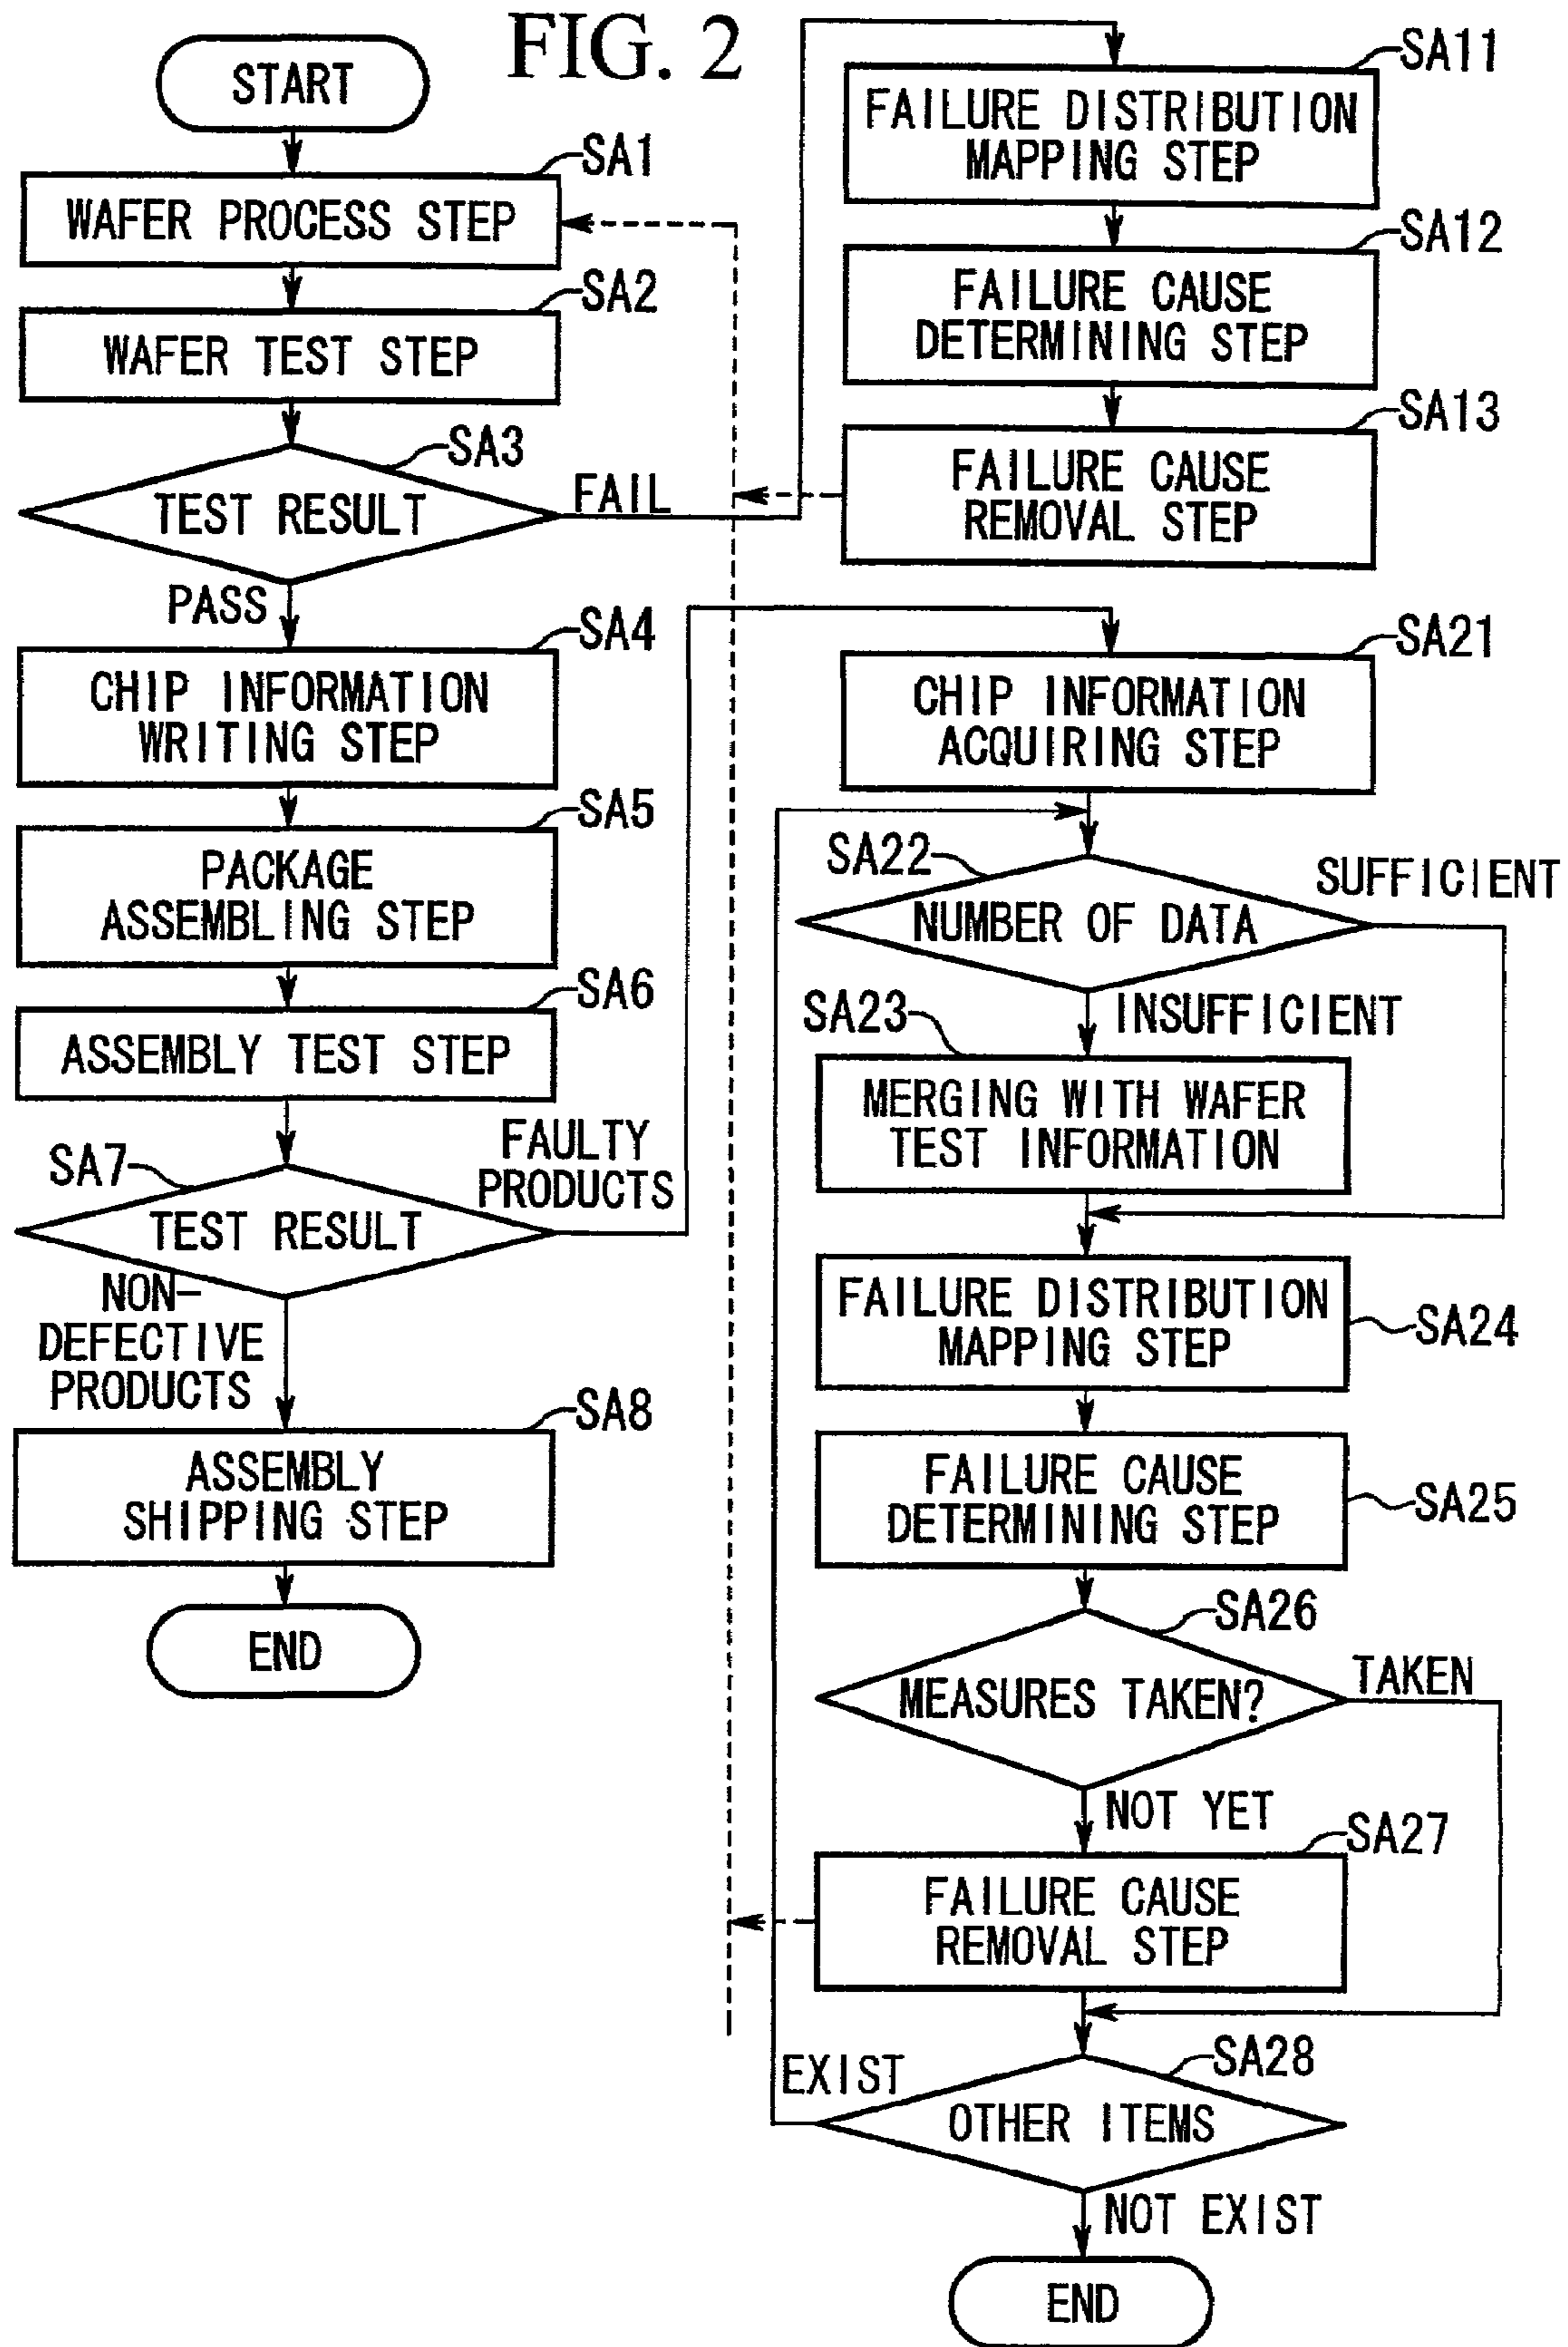 FIG. 2
START
SA1
WAFER PROCESS STEP
SA2
WAFER TEST STEP
SA3
TEST RESULT
FAIL
PASS
SA4
CHIP INFORMATION
WRITING STEP
SA5
PACKAGE
ASSEMBLING STEP
SA6
ASSEMBLY TEST STEP
SA7
TEST RESULT
FAULTY
PRODUCTS
NON-
DEFECTIVE
PRODUCTS
SA8
ASSEMBLY
SHIPPING STEP
END
SA11
FAILURE DISTRIBUTION
MAPPING STEP
SA12
FAILURE CAUSE
DETERMINING STEP
SA13
FAILURE CAUSE
REMOVAL STEP
SA21
CHIP INFORMATION
ACQUIRING STEP
SA22
SUFFICIENT
NUMBER OF DATA
SA23
INSUFFICIENT
MERGING WITH WAFER
TEST INFORMATION
FAILURE DISTRIBUTION
MAPPING STEP
SA24
FAILURE CAUSE
DETERMINING STEP
SA25
SA26
TAKEN
MEASURES TAKEN?
NOT YET
SA27
FAILURE CAUSE
REMOVAL STEP
SA28
EXIST
OTHER ITEMS
NOT EXIST
END